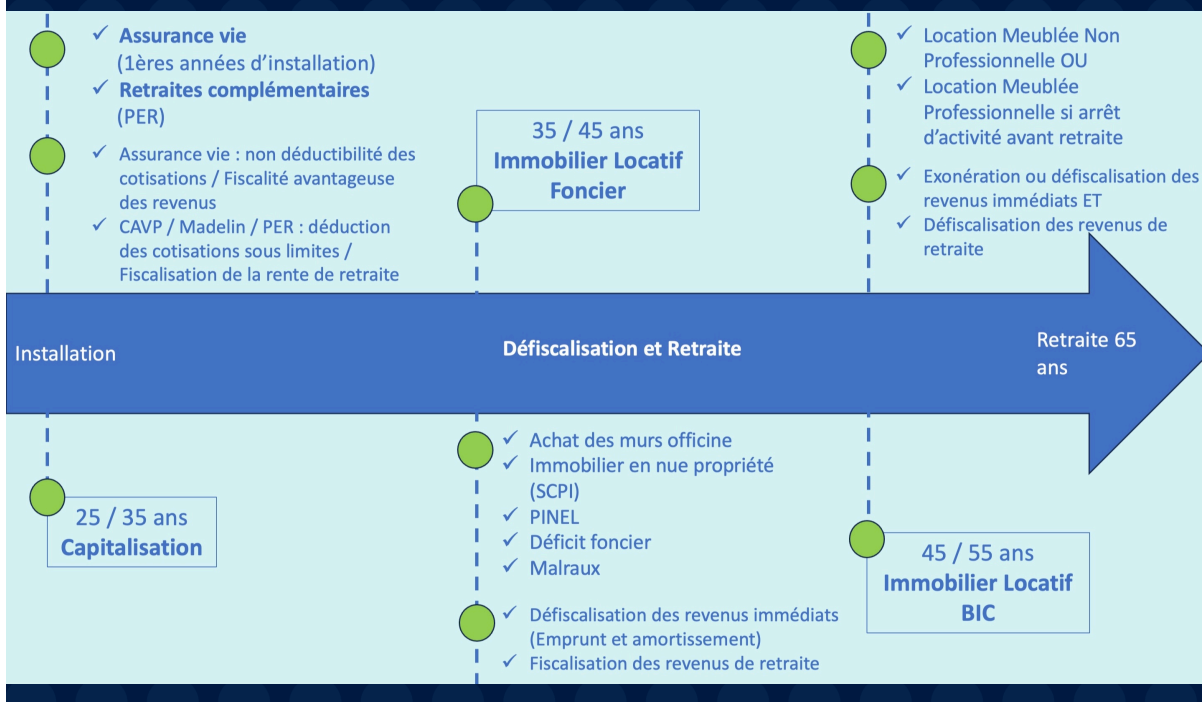 ✓ Assurance vie
(1ères années d'installation)
✓ Retraites complémentaires
(PER)
✓ Assurance vie : non déductibilité des
cotisations / Fiscalité avantageuse
des revenus
✓ CAVP / Madelin / PER : déduction
des cotisations sous limites /
Fiscalisation de la rente de retraite
35 / 45 ans
Immobilier Locatif
Foncier
✓ Location Meublée Non
Professionnelle OU
✓ Location Meublée
Professionnelle si arrêt
d'activité avant retraite
✓ Exonération ou défiscalisation des
revenus immédiats ET
✓ Défiscalisation des revenus de
retraite
Installation
Défiscalisation et Retraite
Retraite 65
ans
25 / 35 ans
Capitalisation
✓ Achat des murs officine
✓ Immobilier en nue propriété
(SCPI)
✓ PINEL
✓ Déficit foncier
✓ Malraux
✓ Défiscalisation des revenus immédiats
(Emprunt et amortissement)
✓ Fiscalisation des revenus de retraite
45 / 55 ans
Immobilier Locatif
BIC